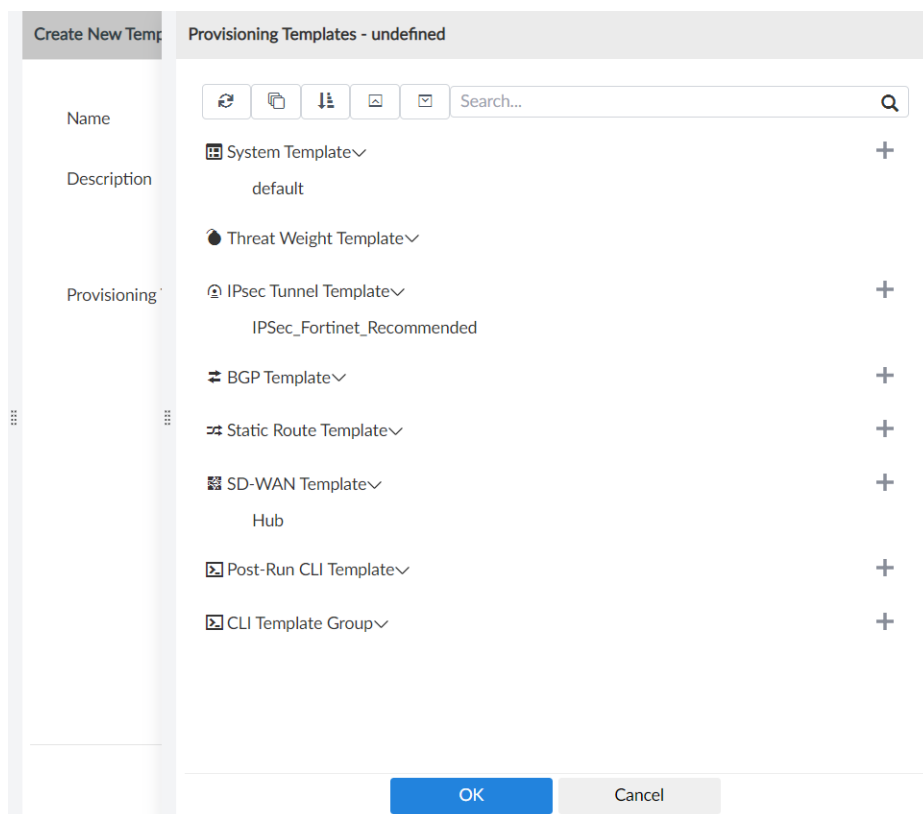 Create New Temp
Provisioning Templates - undefined
Search...
Name
System Template
Description
default
Threat Weight Template
Provisioning
IPsec Tunnel Template
IPSec_Fortinet_Recommended
BGP Template
Static Route Template
SD-WAN Template
Hub
Post-Run CLI Template
CLI Template Group
OK
Cancel